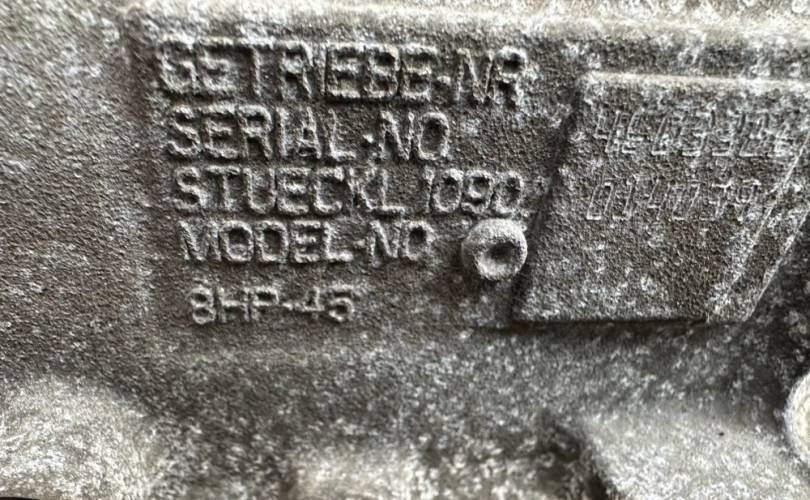 GETRIEBE-NR
SERIAL-NO
STUECKL 1090
MODEL-NO
8HP-45